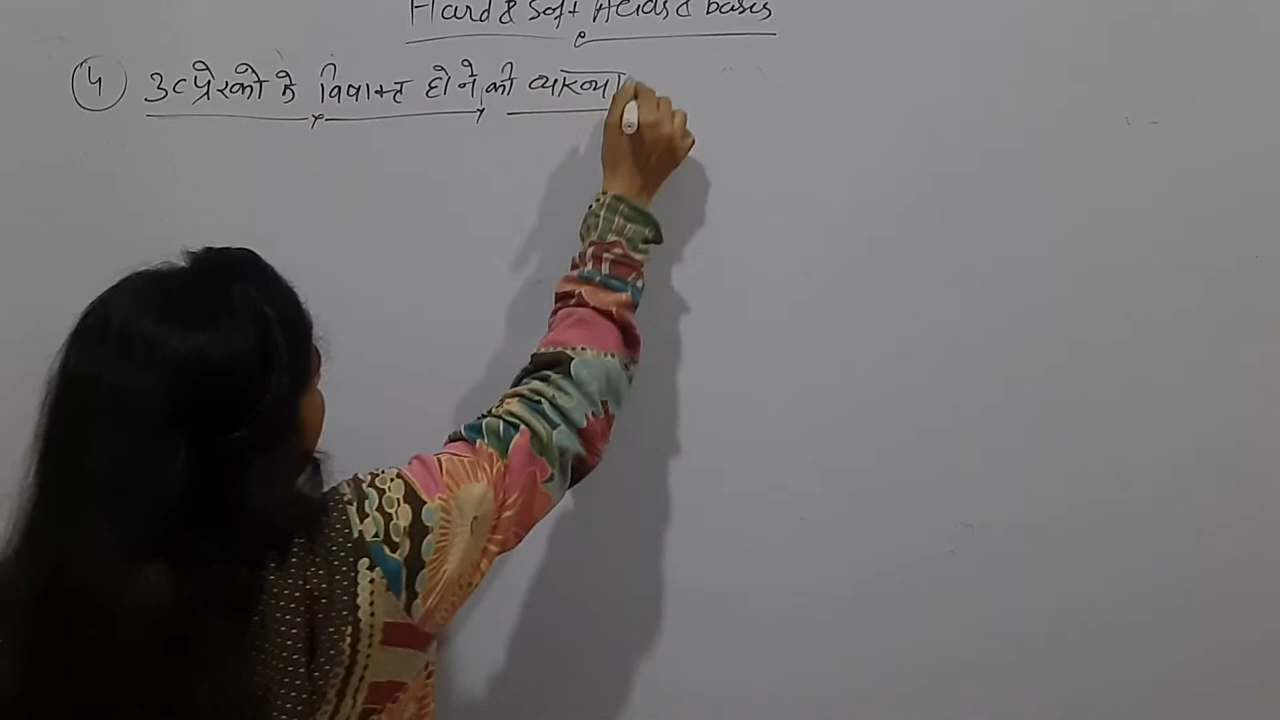 Hard & Soft Acids & bases
4 उत्प्रेरको के विषाक्त होने की व्याख्या